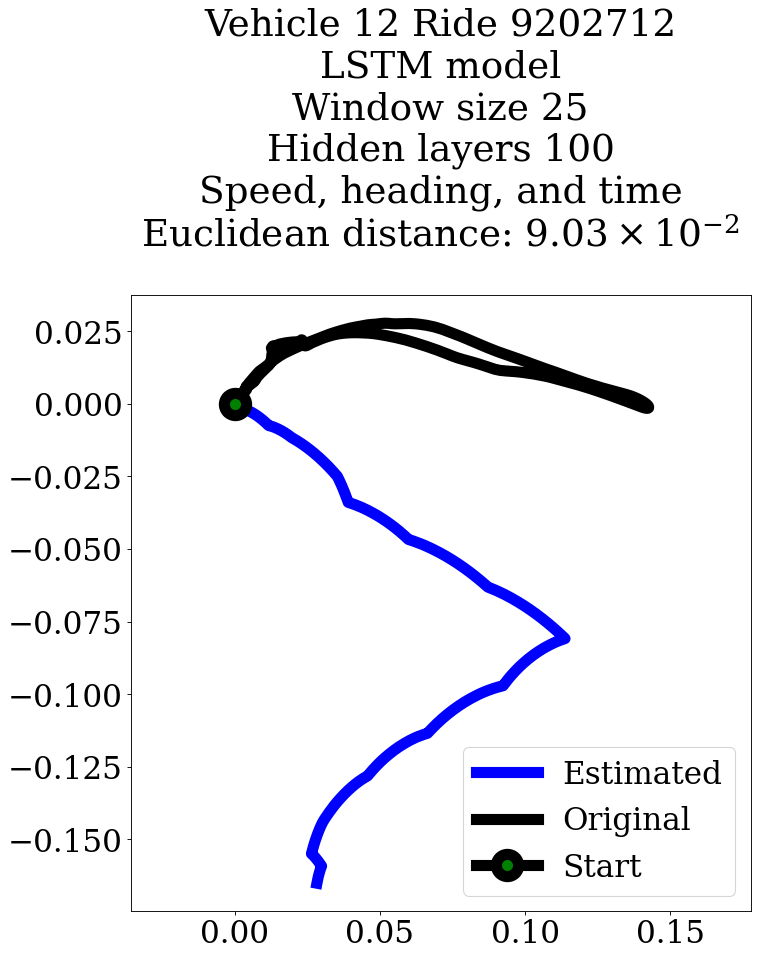 Vehicle 12 Ride 9202712
LSTM model
Window size 25
Hidden layers 100
Speed, heading, and time
Euclidean distance: 9.03 × 10⁻²
0.025
0.000
−0.025
−0.050
−0.075
−0.100
−0.125
−0.150
Estimated
Original
Start
0.00 0.05 0.10 0.15